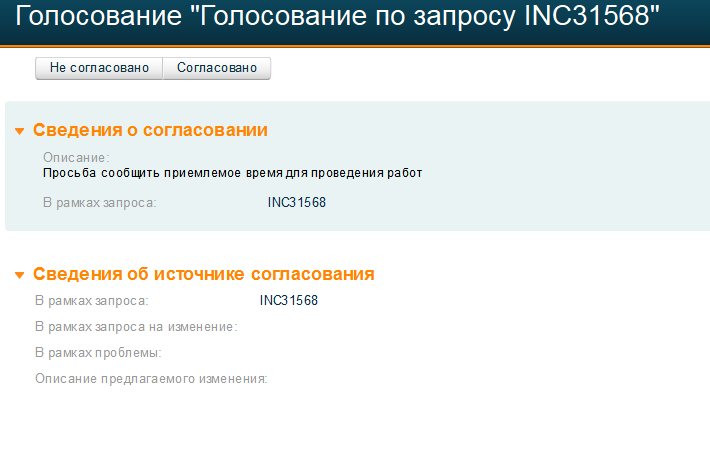 Голосование "Голосование по запросу INC31568"
Не согласовано Согласовано
Сведения о согласовании
Описание:
Просьба сообщить приемлемое время для проведения работ
В рамках запроса: INC31568
Сведения об источнике согласования
В рамках запроса: INC31568
В рамках запроса на изменение:
В рамках проблемы:
Описание предлагаемого изменения: